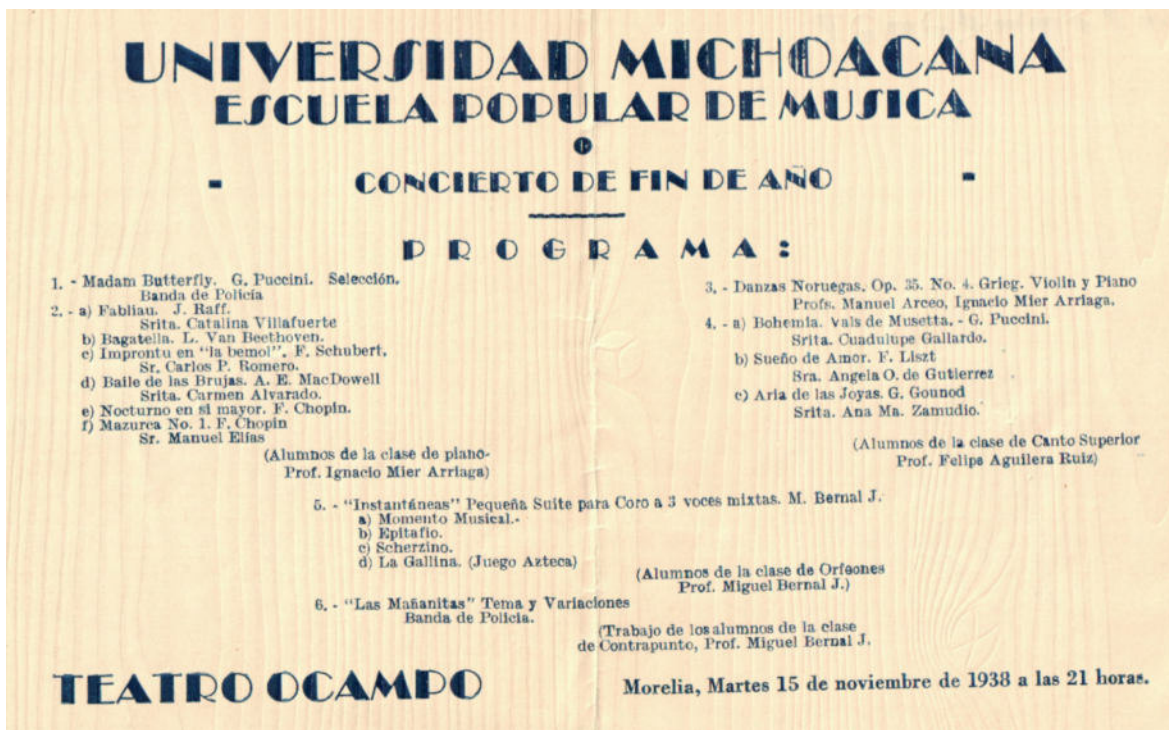 UNIVERSIDAD MICHOACANA
ESCUELA POPULAR DE MUSICA
- CONCIERTO DE FIN DE AÑO -
PROGRAMA:
1. - Madam Butterfly. G. Puccini. Selección.
Banda de Policía
2. - a) Fabliau. J. Raff.
Srita. Catalina Villafuerte
b) Bagatella. L. Van Beethoven.
c) Improntu en "la bemol". F. Schubert.
Sr. Carlos P. Romero.
d) Baile de las Brujas. A. E. MacDowell
Srita. Carmen Alvarado.
e) Nocturno en si mayor. F. Chopin.
f) Mazurca No. 1. F. Chopin
Sr. Manuel Elías
(Alumnos de la clase de piano-
Prof. Ignacio Mier Arriaga)
3. - Danzas Noruegas. Op. 35. No. 4. Grieg. Violin y Piano
Profs. Manuel Arceo, Ignacio Mier Arriaga.
4. - a) Bohemia. Vals de Musetta. - G. Puccini.
Srita. Cuadulupe Gallardo.
b) Sueño de Amor. F. Liszt
Sra. Angela O. de Gutierrez
c) Aria de las Joyas. G. Gounod
Srita. Ana Ma. Zamudio.
(Alumnos de la clase de Canto Superior
Prof. Felipe Aguilera Ruiz)
5. - "Instantáneas" Pequeña Suite para Coro a 3 voces mixtas. M. Bernal J.
a) Momento Musical.-
b) Epitafio.
c) Scherzino.
d) La Gallina. (Juego Azteca)
(Alumnos de la clase de Orfeones
Prof. Miguel Bernal J.)
6. - "Las Mañanitas" Tema y Variaciones
Banda de Policia.
(Trabajo de los alumnos de la clase
de Contrapunto, Prof. Miguel Bernal J.
TEATRO OCAMPO
Morelia, Martes 15 de noviembre de 1938 a las 21 horas.